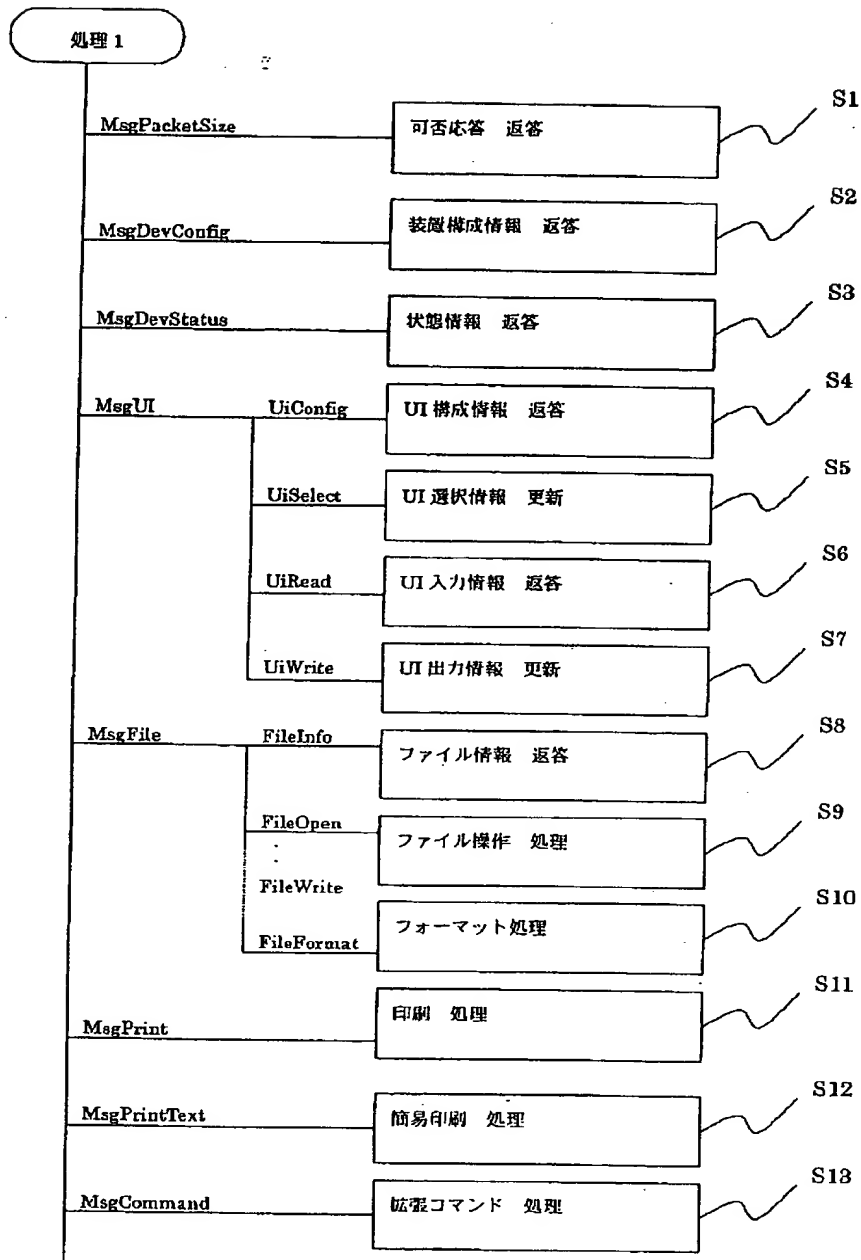 処理1
MsgPacketSize
可否応答 返答
S1
MsgDevConfig
装置構成情報 返答
S2
MsgDevStatus
状態情報 返答
S3
MsgUI
UiConfig
UI 構成情報 返答
S4
UiSelect
UI 選択情報 更新
S5
UiRead
UI 入力情報 返答
S6
UiWrite
UI 出力情報 更新
S7
MsgFile
FileInfo
ファイル情報 返答
S8
FileOpen
ファイル操作 処理
S9
FileWrite
FileFormat
フォーマット処理
S10
MsgPrint
印刷 処理
S11
MsgPrintText
簡易印刷 処理
S12
MsgCommand
拡張コマンド 処理
S13